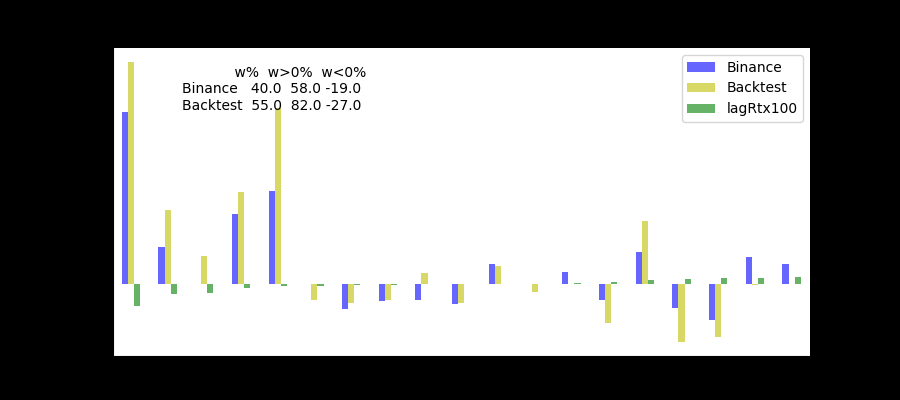 w% w>0% w<0%
Binance 40.0 58.0 -19.0
Backtest 55.0 82.0 -27.0
Binance
Backtest
lagRtx100